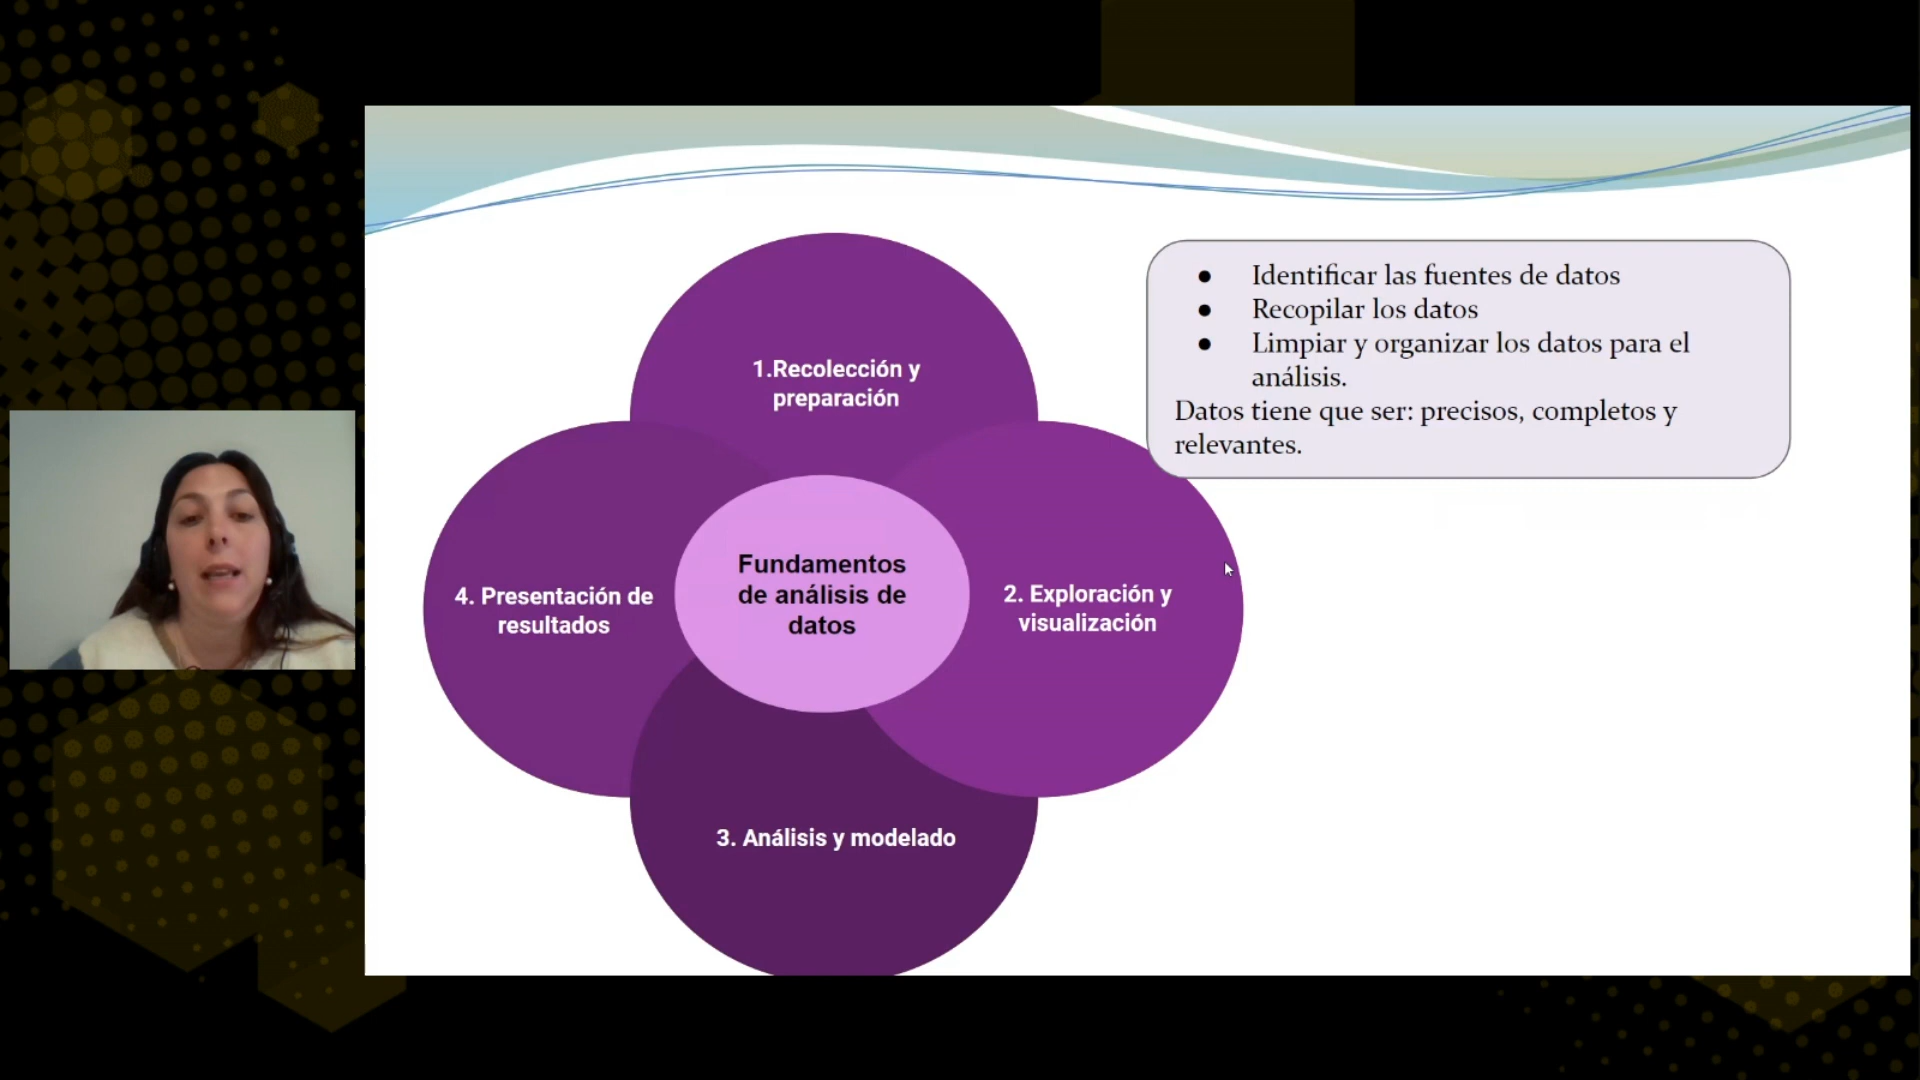 1.Recolección y
preparación
● Identificar las fuentes de datos
● Recopilar los datos
● Limpiar y organizar los datos para el
análisis.
Datos tiene que ser: precisos, completos y
relevantes.
4. Presentación de
resultados
Fundamentos
de análisis de
datos
2. Exploración y
visualización
3. Análisis y modelado